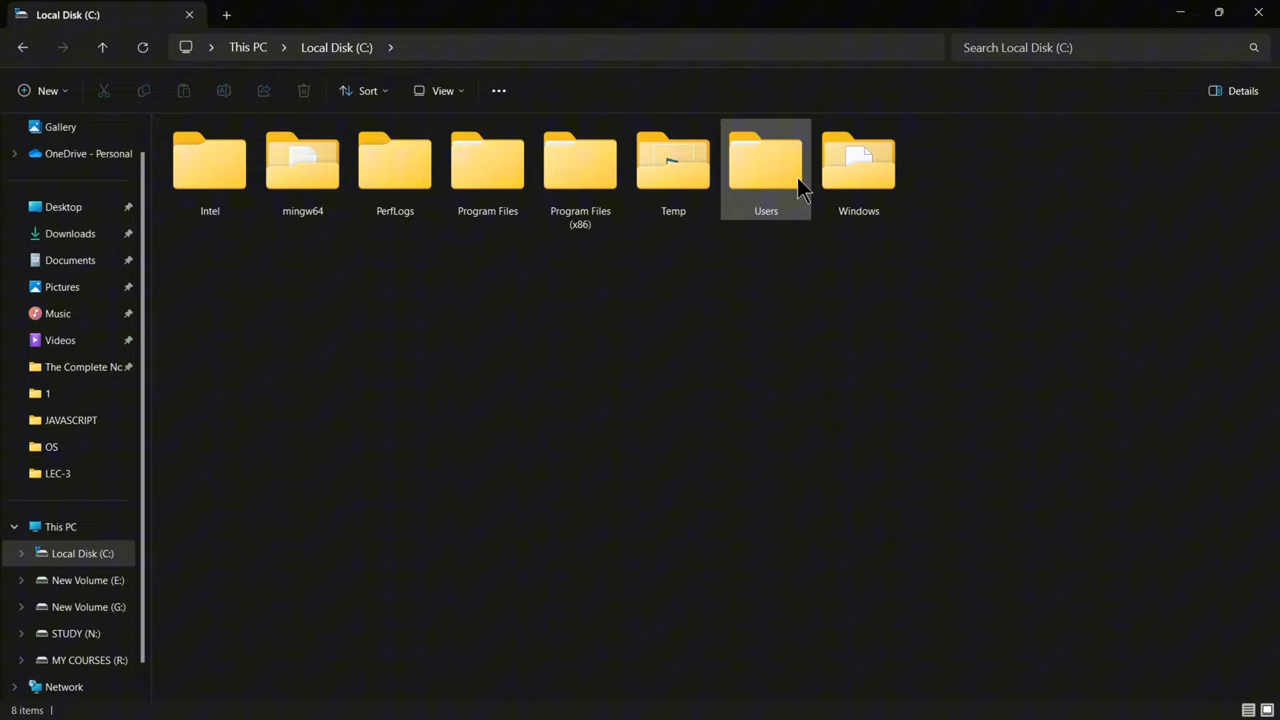 Local Disk (C:)
This PC
Local Disk (C:)
Search Local Disk (C:)
New
Sort
View
Details
Gallery
OneDrive - Personal
Desktop
Downloads
Documents
Pictures
Music
Videos
The Complete Nc
1
JAVASCRIPT
OS
LEC-3
This PC
Local Disk (C:)
New Volume (E:)
New Volume (G:)
STUDY (N:)
MY COURSES (R:)
Network
Intel
mingw64
PerfLogs
Program Files
Program Files
(x86)
Temp
Users
Windows
8 items